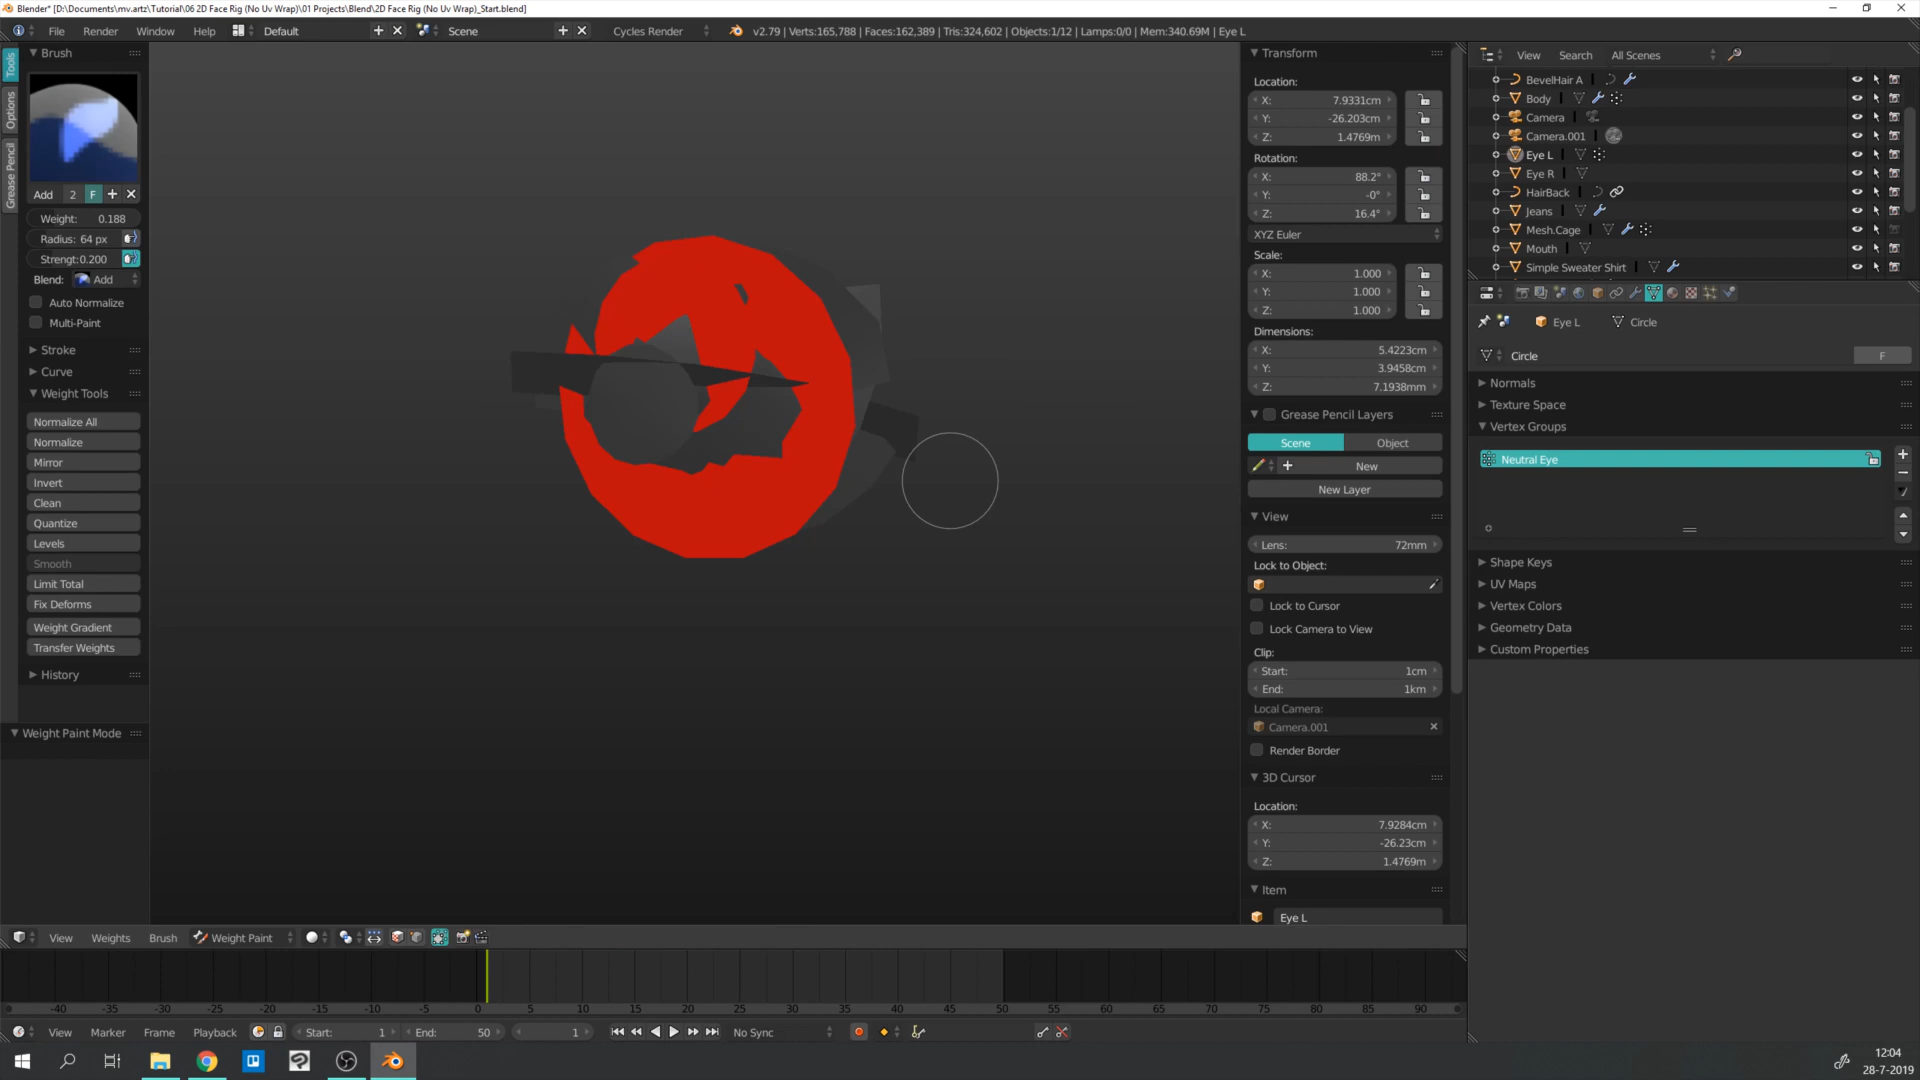 Blender* [D:\Documents\mv.artz\Tutorial\06 2D Face Rig (No Uv Wrap)\01 Projects\Blend\2D Face Rig (No Uv Wrap)_Start.blend]
File Render Window Help Default Scene Cycles Render v2.79 | Verts:165,788 | Faces:162,389 | Tris:324,602 | Objects:1/12 | Lamps:0/0 | Mem:340.69M | Eye L
Tools
Options
Grease Pencil
Brush
Add 2 F
Weight: 0.188
Radius: 64 px
Strengt:0.200
Blend: Add
Auto Normalize
Multi-Paint
Stroke
Curve
Weight Tools
Normalize All
Normalize
Mirror
Invert
Clean
Quantize
Levels
Smooth
Limit Total
Fix Deforms
Weight Gradient
Transfer Weights
History
Weight Paint Mode
Transform
Location:
X: 7.9331cm
Y: -26.203cm
Z: 1.4769m
Rotation:
X: 88.2°
Y: -0°
Z: 16.4°
XYZ Euler
Scale:
X: 1.000
Y: 1.000
Z: 1.000
Dimensions:
X: 5.4223cm
Y: 3.9458cm
Z: 7.1938mm
Grease Pencil Layers
Scene Object
New
New Layer
View
Lens: 72mm
Lock to Object:
Lock to Cursor
Lock Camera to View
Clip:
Start: 1cm
End: 1km
Local Camera:
Camera.001
Render Border
3D Cursor
Location:
X: 7.9284cm
Y: -26.23cm
Z: 1.4769m
Item
Eye L
View Search All Scenes
BevelHair A
Body
Camera
Camera.001
Eye L
Eye R
HairBack
Jeans
Mesh.Cage
Mouth
Simple Sweater Shirt
Eye L Circle
Circle F
Normals
Texture Space
Vertex Groups
Neutral Eye
Shape Keys
UV Maps
Vertex Colors
Geometry Data
Custom Properties
View Weights Brush Weight Paint
-40 -35 -30 -25 -20 -15 -10 -5 0 5 10 15 20 25 30 35 40 45 50 55 60 65 70 75 80 85 90
View Marker Frame Playback Start: 1 End: 50 1 No Sync
12:04
28-7-2019